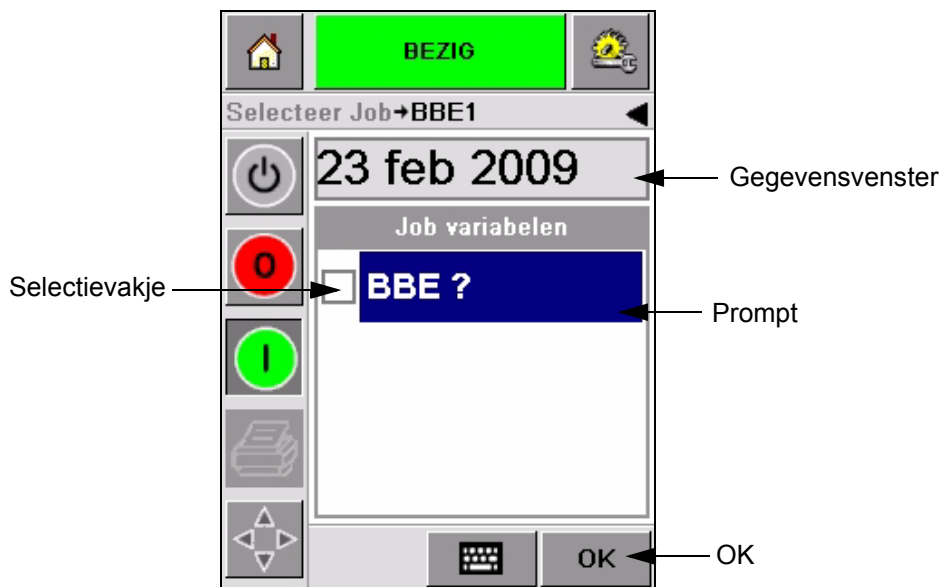 BEZIG
Selecteer Job→BBE1
23 feb 2009
Gegevensvenster
Job variabelen
O
Selectievakje
BBE ?
Prompt
I
OK
OK